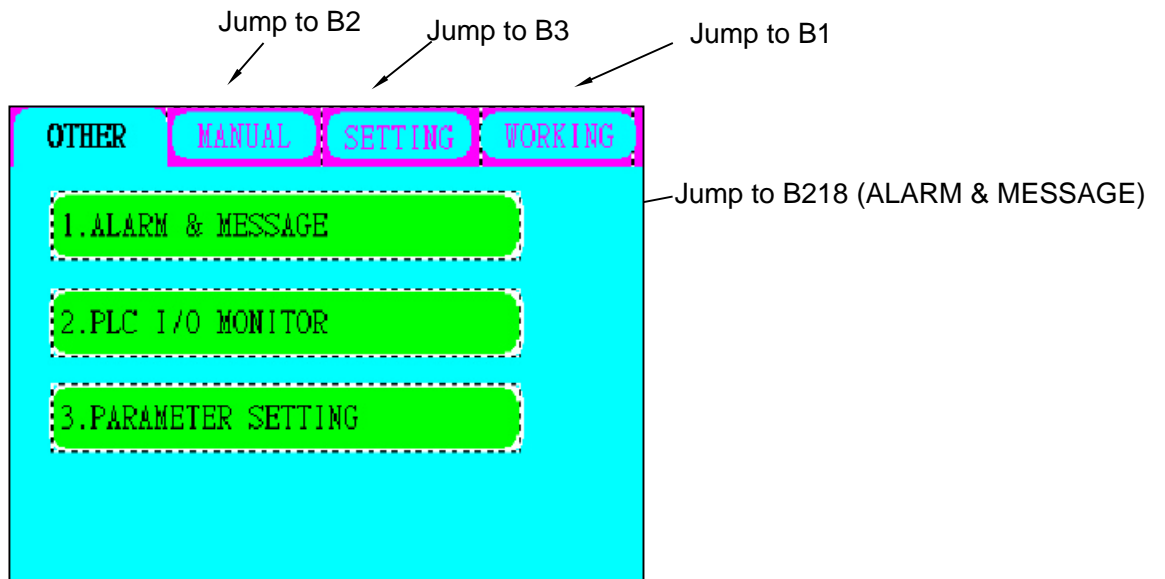 Jump to B2
Jump to B3
Jump to B1
OTHER MANUAL SETTING WORKING
Jump to B218 (ALARM & MESSAGE)
1.ALARM & MESSAGE
2.PLC I/O MONITOR
3.PARAMETER SETTING